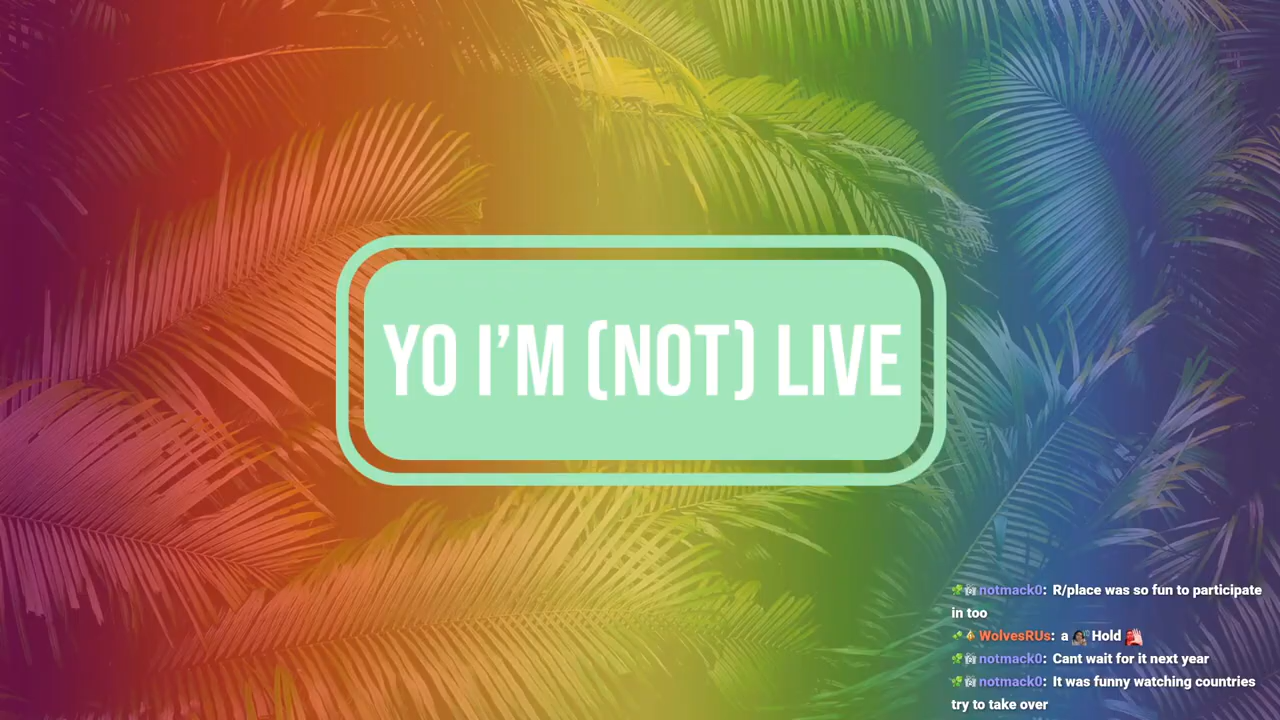 YO I'M (NOT) LIVE
notmack0: R/place was so fun to participate
in too
WolvesRUs: a Hold
notmack0: Cant wait for it next year
notmack0: It was funny watching countries
try to take over